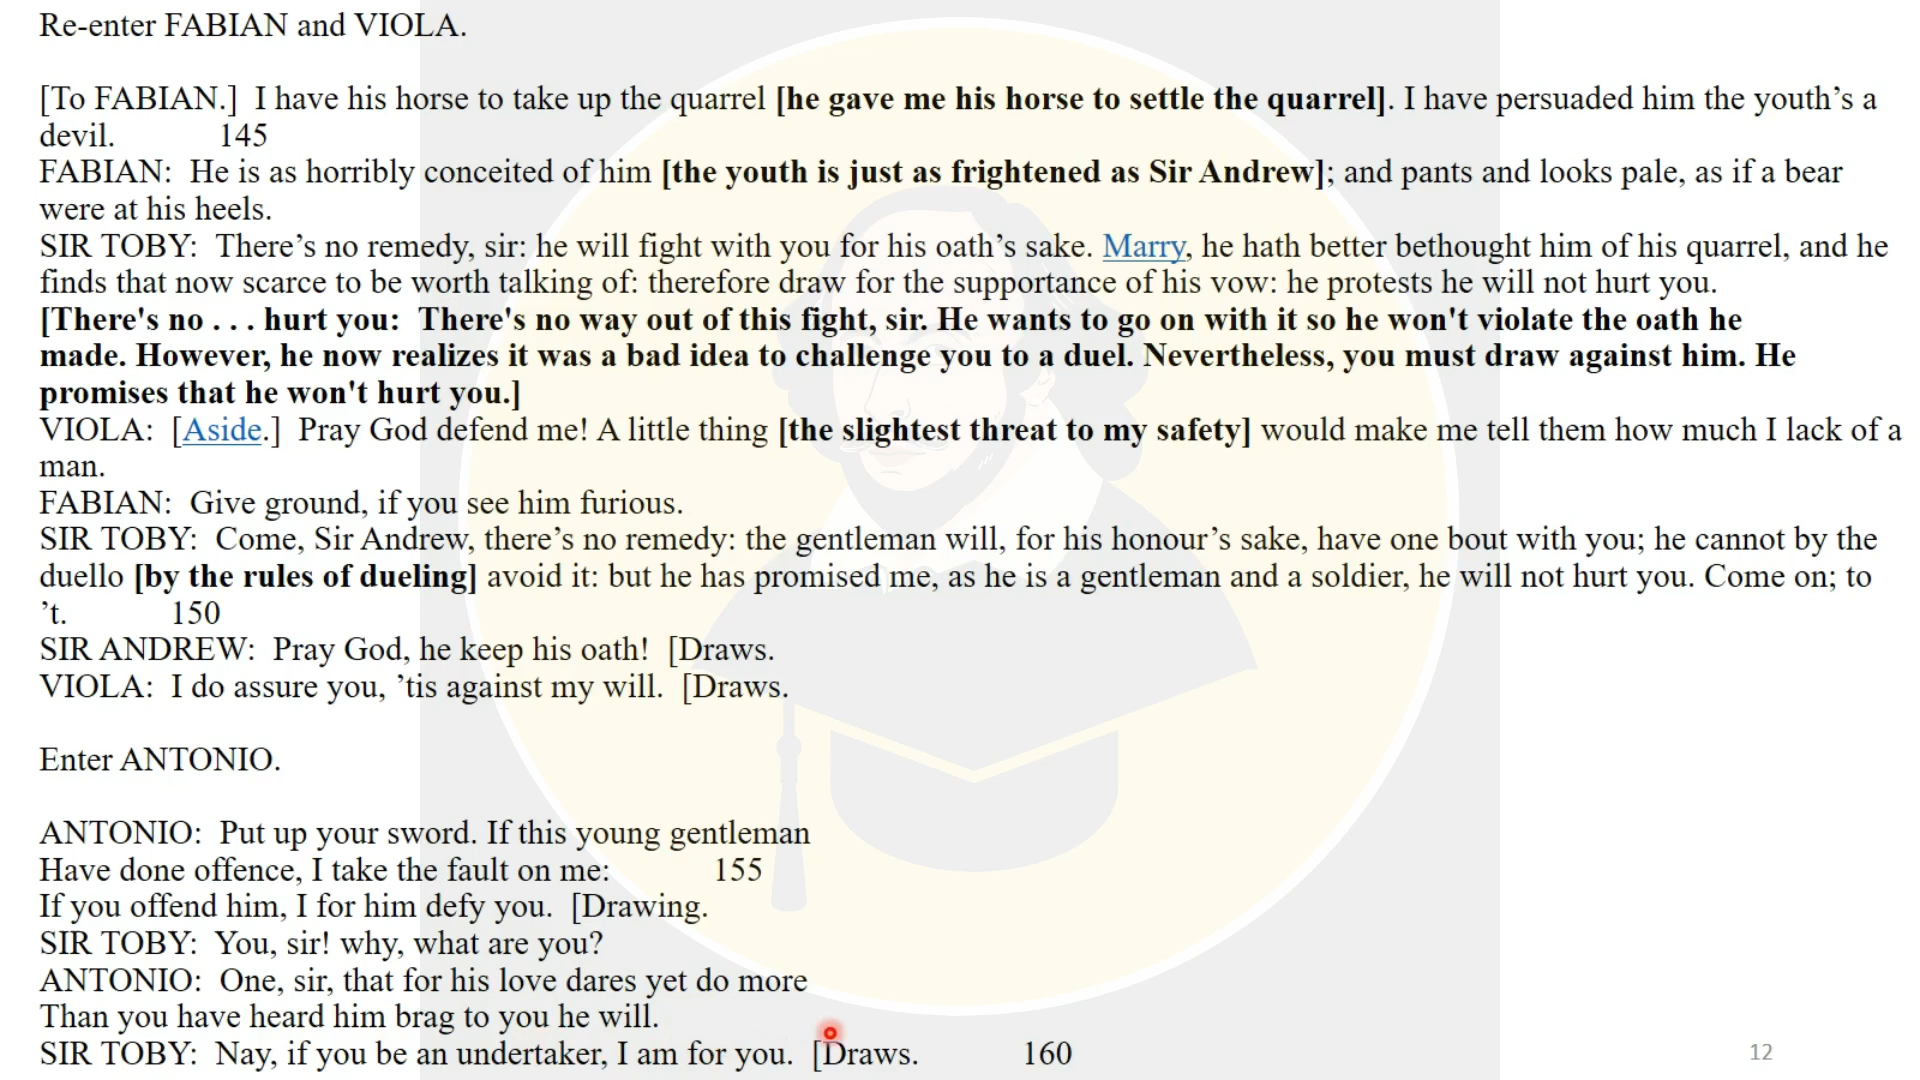 Re-enter FABIAN and VIOLA.
[To FABIAN.]  I have his horse to take up the quarrel [he gave me his horse to settle the quarrel]. I have persuaded him the youth’s a
devil.            145
FABIAN:  He is as horribly conceited of him [the youth is just as frightened as Sir Andrew]; and pants and looks pale, as if a bear
were at his heels.
SIR TOBY:  There’s no remedy, sir: he will fight with you for his oath’s sake. Marry, he hath better bethought him of his quarrel, and he
finds that now scarce to be worth talking of: therefore draw for the supportance of his vow: he protests he will not hurt you.
[There's no . . . hurt you:  There's no way out of this fight, sir. He wants to go on with it so he won't violate the oath he
made. However, he now realizes it was a bad idea to challenge you to a duel. Nevertheless, you must draw against him. He
promises that he won't hurt you.]
VIOLA:  [Aside.]  Pray God defend me! A little thing [the slightest threat to my safety] would make me tell them how much I lack of a
man.
FABIAN:  Give ground, if you see him furious.
SIR TOBY:  Come, Sir Andrew, there’s no remedy: the gentleman will, for his honour’s sake, have one bout with you; he cannot by the
duello [by the rules of dueling] avoid it: but he has promised me, as he is a gentleman and a soldier, he will not hurt you. Come on; to
’t.            150
SIR ANDREW:  Pray God, he keep his oath!  [Draws.
VIOLA:  I do assure you, ’tis against my will.  [Draws.
Enter ANTONIO.
ANTONIO:  Put up your sword. If this young gentleman
Have done offence, I take the fault on me:            155
If you offend him, I for him defy you.  [Drawing.
SIR TOBY:  You, sir! why, what are you?
ANTONIO:  One, sir, that for his love dares yet do more
Than you have heard him brag to you he will.
SIR TOBY:  Nay, if you be an undertaker, I am for you.  [Draws.            160
12